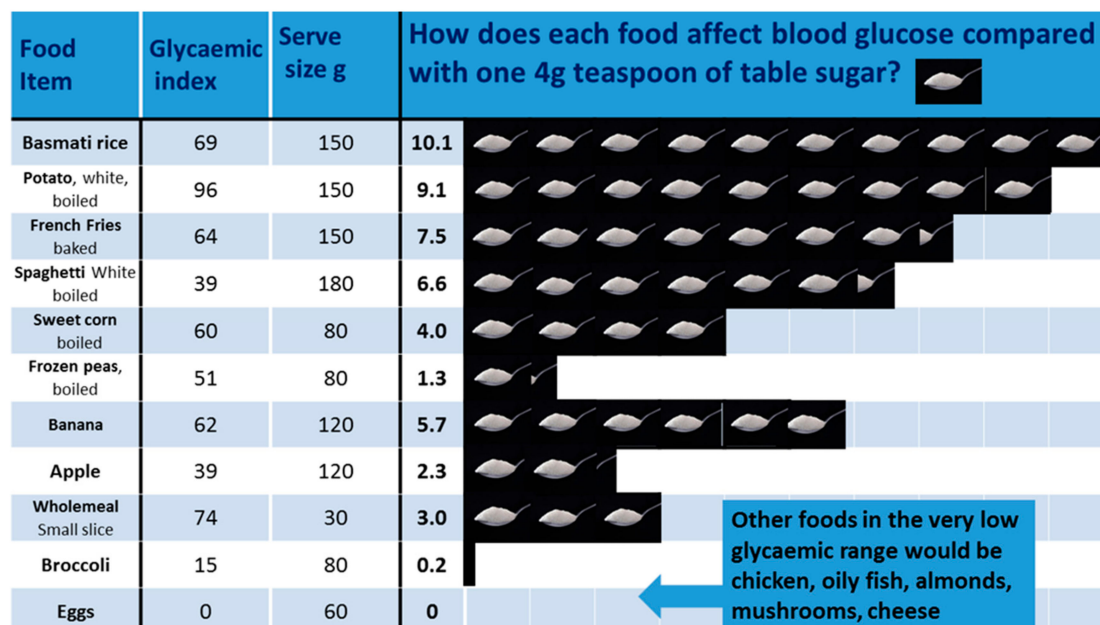 Food Item
Glycaemic index
Serve size g
How does each food affect blood glucose compared
with one 4g teaspoon of table sugar?
Basmati rice 69 150 10.1
Potato, white, boiled 96 150 9.1
French Fries baked 64 150 7.5
Spaghetti White boiled 39 180 6.6
Sweet corn boiled 60 80 4.0
Frozen peas, boiled 51 80 1.3
Banana 62 120 5.7
Apple 39 120 2.3
Wholemeal Small slice 74 30 3.0
Broccoli 15 80 0.2
Eggs 0 60 0
Other foods in the very low
glycaemic range would be
chicken, oily fish, almonds,
mushrooms, cheese